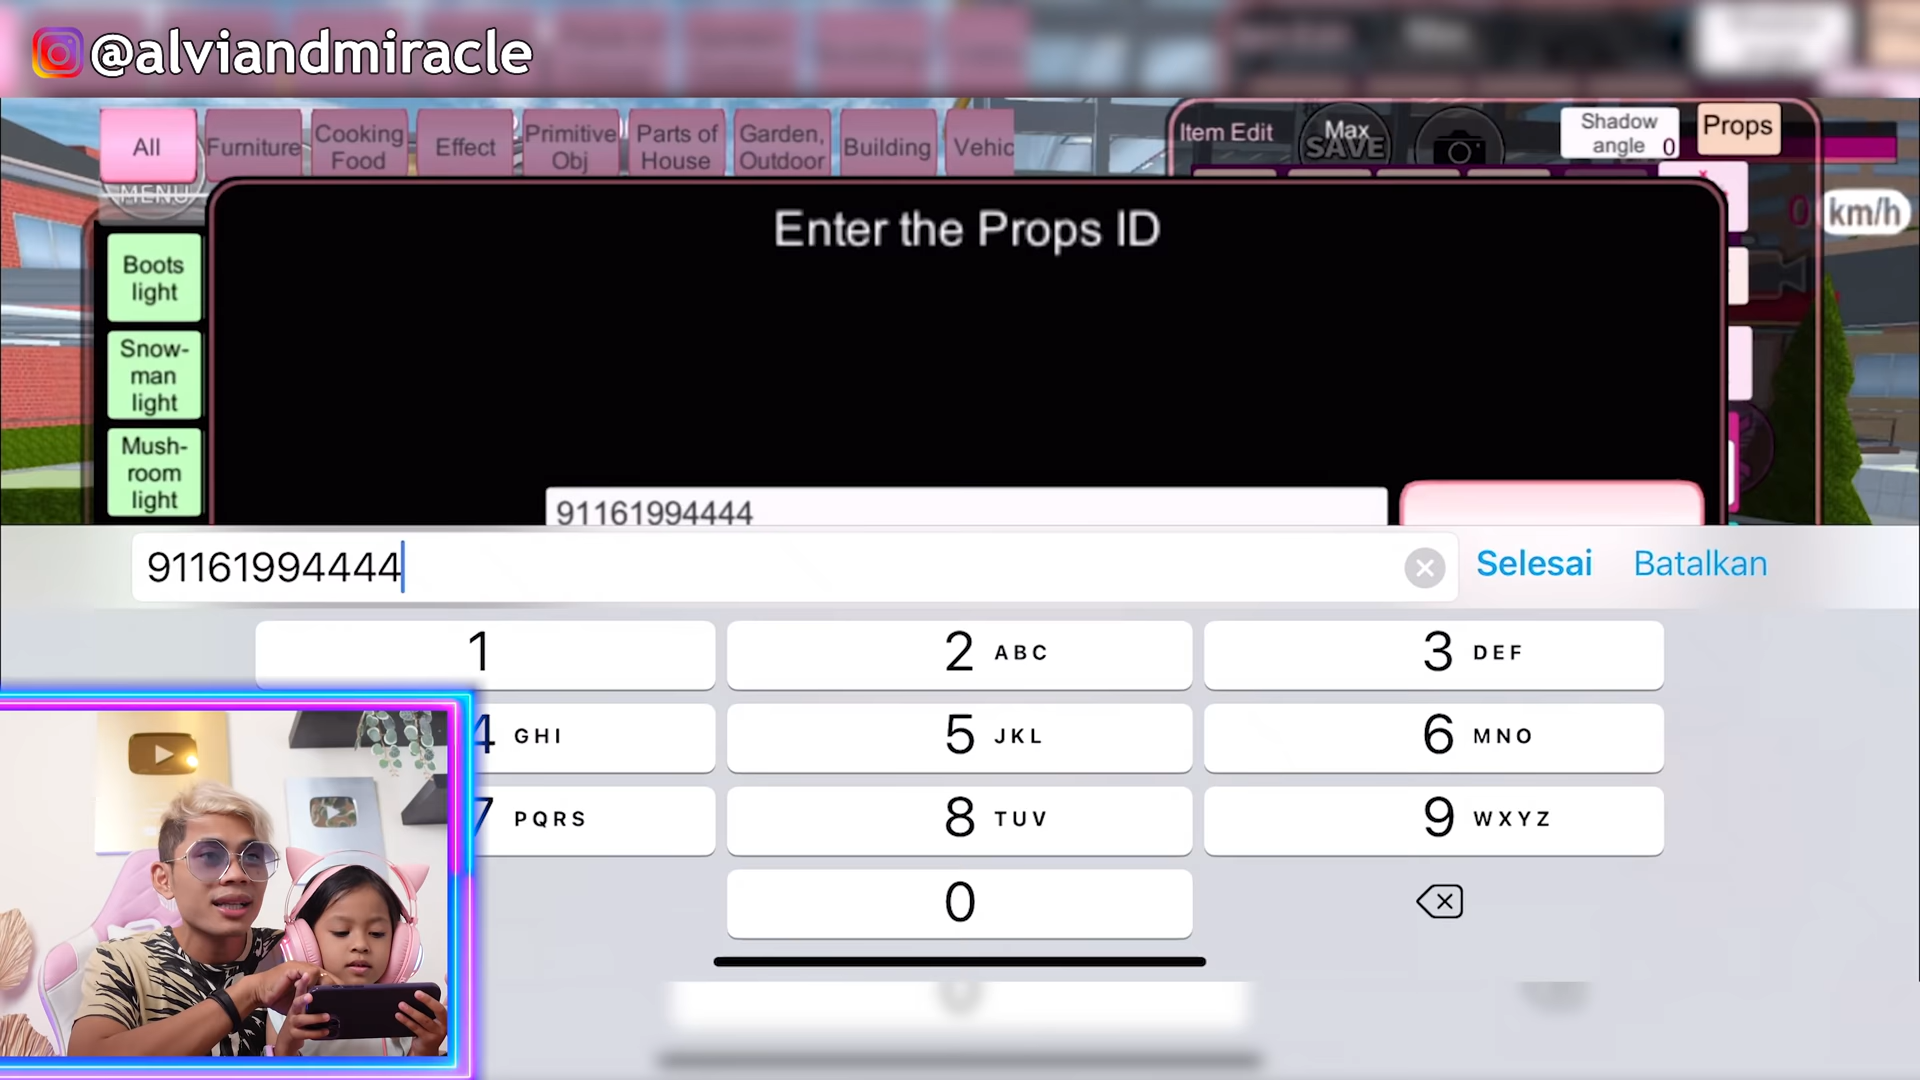 @alviandmiracle
All
Furniture
Cooking
Food
Effect
Primitive
Obj
Parts of
House
Garden,
Outdoor
Building
Vehic
Item Edit
Max
SAVE
Shadow
angle 0
Props
MENU
0 km/h
Boots
light
Snow-
man
light
Mush-
room
light
Enter the Props ID
91161994444
91161994444
Selesai
Batalkan
1
2 ABC
3 DEF
4 GHI
5 JKL
6 MNO
7 PQRS
8 TUV
9 WXYZ
0